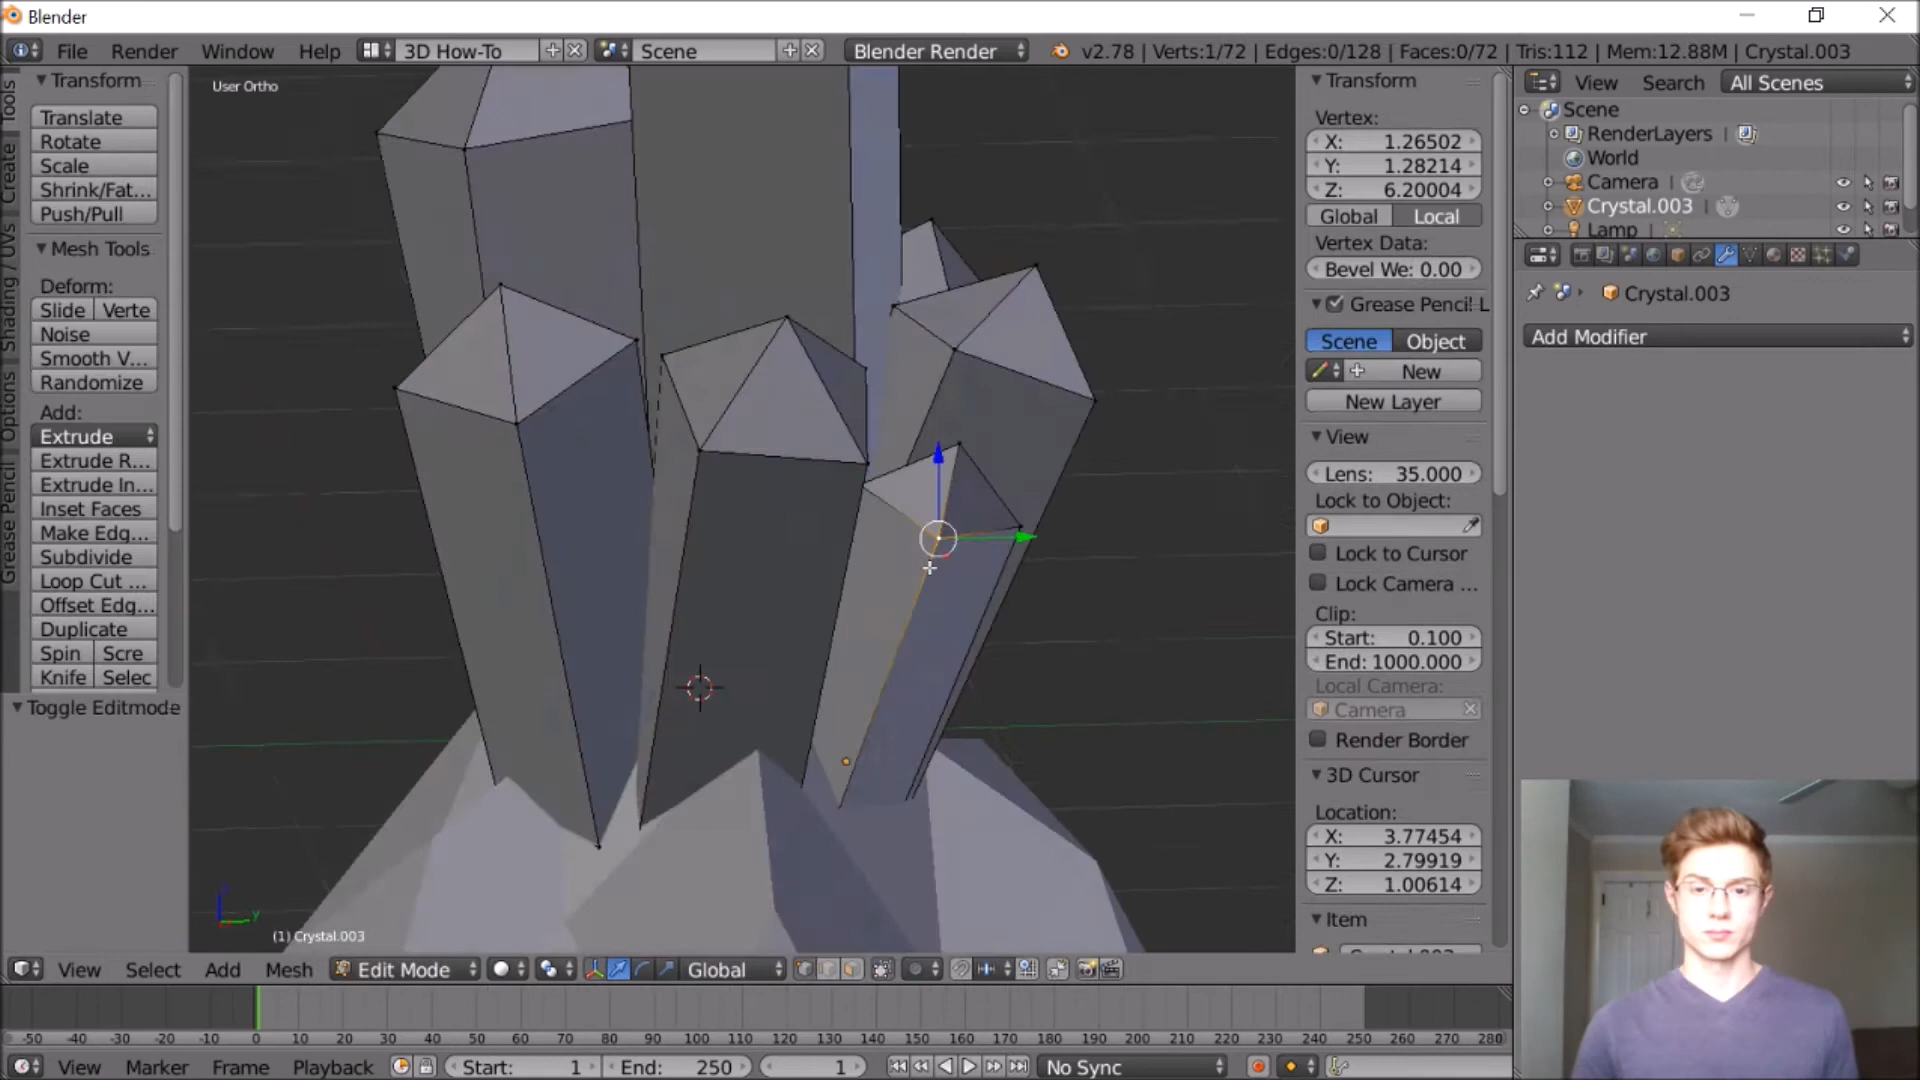 Blender
File Render Window Help 3D How-To Scene Blender Render v2.78 | Verts:1/72 | Edges:0/128 | Faces:0/72 | Tris:112 | Mem:12.88M | Crystal.003
Tools
Create
Shading / UVs
Options
Grease Pencil
Transform
Translate
Rotate
Scale
Shrink/Fat...
Push/Pull
Mesh Tools
Deform:
Slide Verte
Noise
Smooth V...
Randomize
Add:
Extrude
Extrude R...
Extrude In...
Inset Faces
Make Edg...
Subdivide
Loop Cut ...
Offset Edg...
Duplicate
Spin Scre
Knife Selec
Toggle Editmode
User Ortho
(1) Crystal.003
Transform
Vertex:
X: 1.26502
Y: 1.28214
Z: 6.20004
Global Local
Vertex Data:
Bevel We: 0.00
Grease Pencil L
Scene Object
New
New Layer
View
Lens: 35.000
Lock to Object:
Lock to Cursor
Lock Camera ...
Clip:
Start: 0.100
End: 1000.000
Local Camera:
Camera
Render Border
3D Cursor
Location:
X: 3.77454
Y: 2.79919
Z: 1.00614
Item
View Search All Scenes
Scene
RenderLayers
World
Camera
Crystal.003
Lamp
Crystal.003
Add Modifier
View Select Add Mesh Edit Mode Global
-50 -40 -30 -20 -10 0 10 20 30 40 50 60 70 80 90 100 110 120 130 140 150 160 170 180 190 200 210 220 230 240 250 260 270 280
View Marker Frame Playback Start: 1 End: 250 1 No Sync